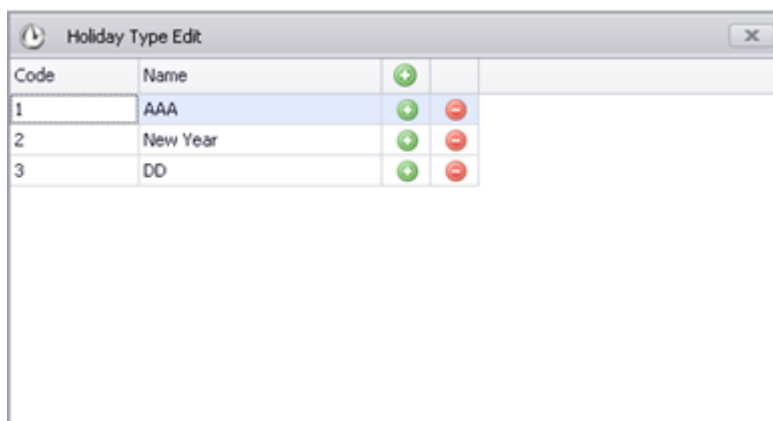 Holiday Type Edit
Code Name
1 AAA
2 New Year
3 DD